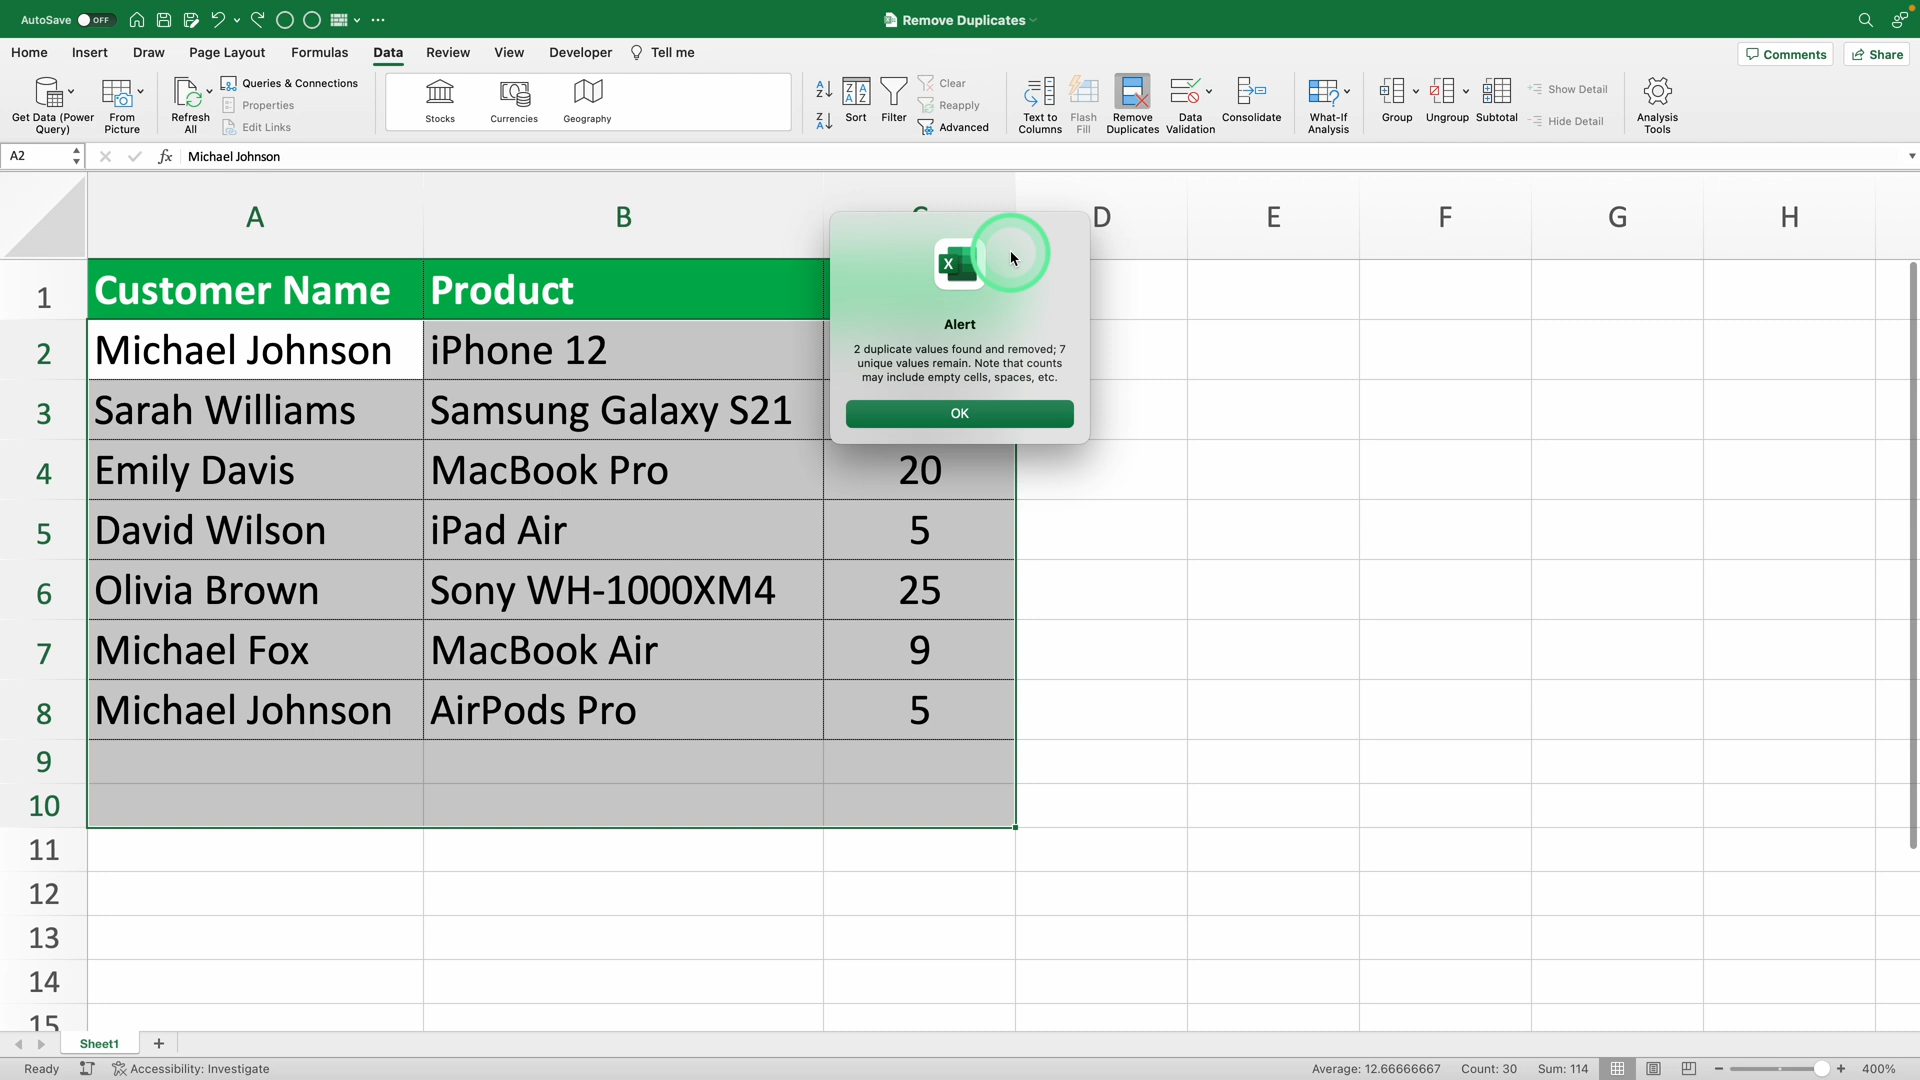 AutoSave OFF
Remove Duplicates
Home Insert Draw Page Layout Formulas Data Review View Developer Tell me
Comments Share
Get Data (Power Query)
From Picture
Refresh All
Queries & Connections
Properties
Edit Links
Stocks
Currencies
Geography
Sort
Filter
Clear
Reapply
Advanced
Text to Columns
Flash Fill
Remove Duplicates
Data Validation
Consolidate
What-If Analysis
Group
Ungroup
Subtotal
Show Detail
Hide Detail
Analysis Tools
A2 fx Michael Johnson
A B D E F G H
1 Customer Name Product
2 Michael Johnson iPhone 12
3 Sarah Williams Samsung Galaxy S21
4 Emily Davis MacBook Pro 20
5 David Wilson iPad Air 5
6 Olivia Brown Sony WH-1000XM4 25
7 Michael Fox MacBook Air 9
8 Michael Johnson AirPods Pro 5
9
10
11
12
13
14
15
Alert
2 duplicate values found and removed; 7
unique values remain. Note that counts
may include empty cells, spaces, etc.
OK
Sheet1 +
Ready Accessibility: Investigate Average: 12.66666667 Count: 30 Sum: 114 400%